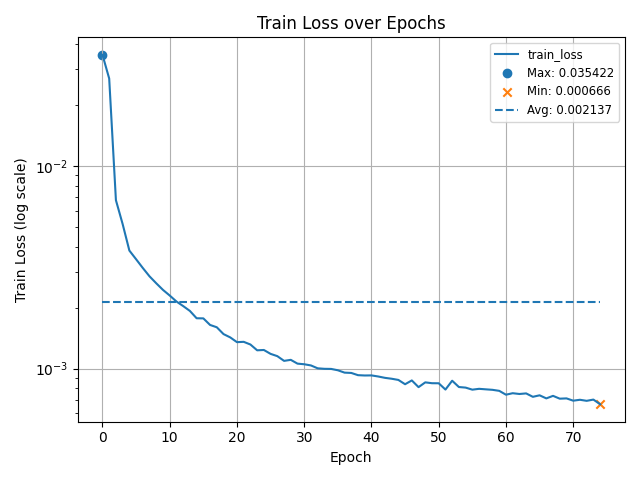 Train Loss over Epochs
train_loss
Max: 0.035422
Min: 0.000666
Avg: 0.002137
Train Loss (log scale)
10⁻²
10⁻³
0 10 20 30 40 50 60 70
Epoch